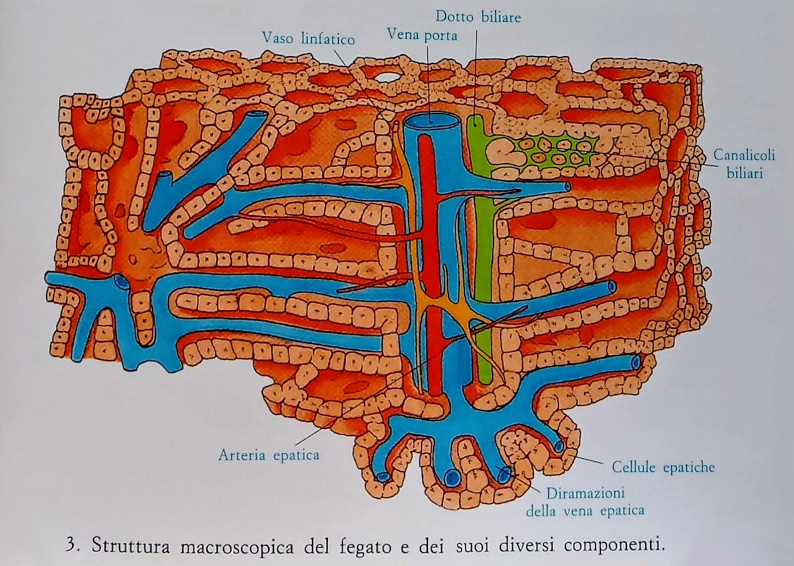 Dotto biliare
Vaso linfatico
Vena porta
Canalicoli
biliari
Arteria epatica
Cellule epatiche
Diramazioni
della vena epatica
3. Struttura macroscopica del fegato e dei suoi diversi componenti.